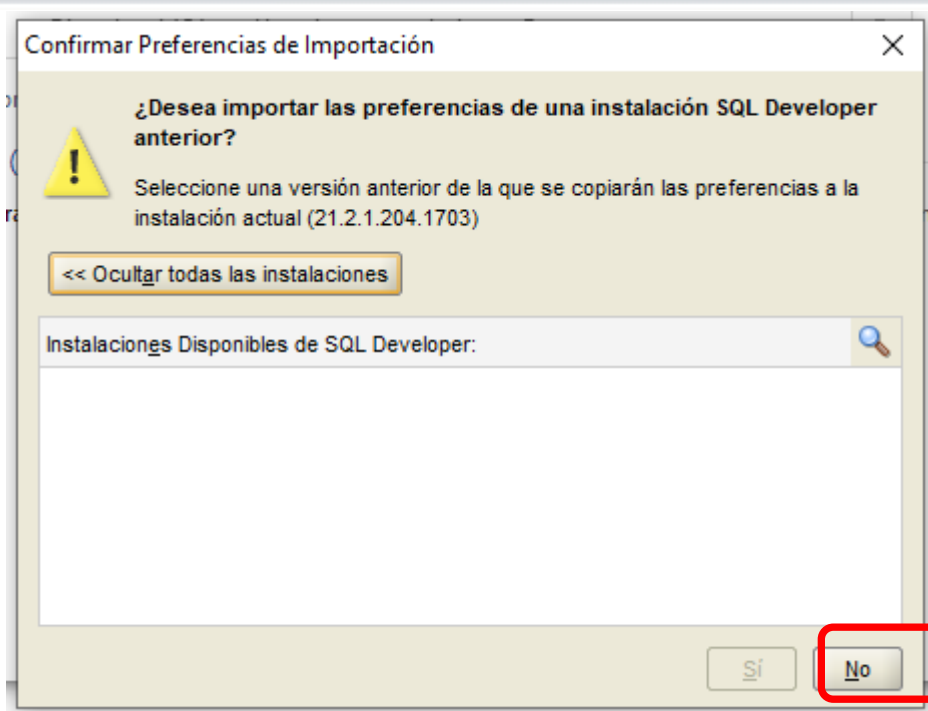 Confirmar Preferencias de Importación
¿Desea importar las preferencias de una instalación SQL Developer
anterior?
Seleccione una versión anterior de la que se copiarán las preferencias a la
instalación actual (21.2.1.204.1703)
<< Ocultar todas las instalaciones
Instalaciones Disponibles de SQL Developer:
Sí
No